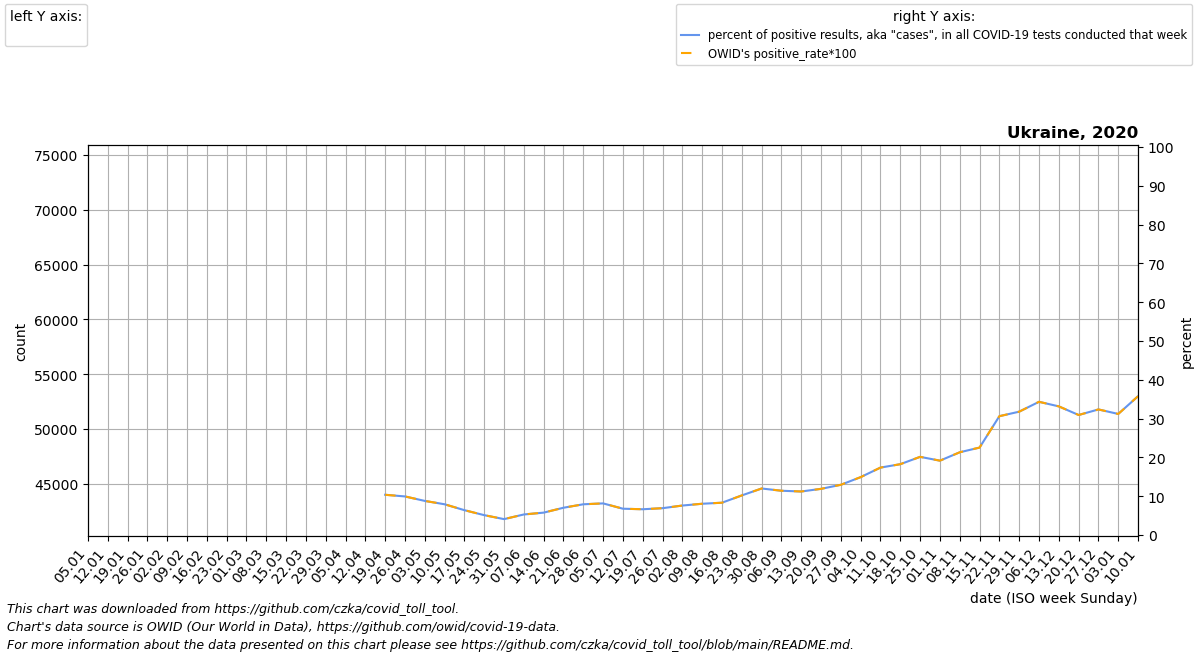 left Y axis:
right Y axis:
percent of positive results, aka "cases", in all COVID-19 tests conducted that week
OWID's positive_rate*100
Ukraine, 2020
75000
70000
65000
60000
55000
50000
45000
count
100
90
80
70
60
50
40
30
20
10
0
percent
05.01 12.01 19.01 26.01 02.02 09.02 16.02 23.02 01.03 08.03 15.03 22.03 29.03 05.04 12.04 19.04 26.04 03.05 10.05 17.05 24.05 31.05 07.06 14.06 21.06 28.06 05.07 12.07 19.07 26.07 02.08 09.08 16.08 23.08 30.08 06.09 13.09 20.09 27.09 04.10 11.10 18.10 25.10 01.11 08.11 15.11 22.11 29.11 06.12 13.12 20.12 27.12 03.01 10.01
date (ISO week Sunday)
This chart was downloaded from https://github.com/czka/covid_toll_tool.
Chart's data source is OWID (Our World in Data), https://github.com/owid/covid-19-data.
For more information about the data presented on this chart please see https://github.com/czka/covid_toll_tool/blob/main/README.md.